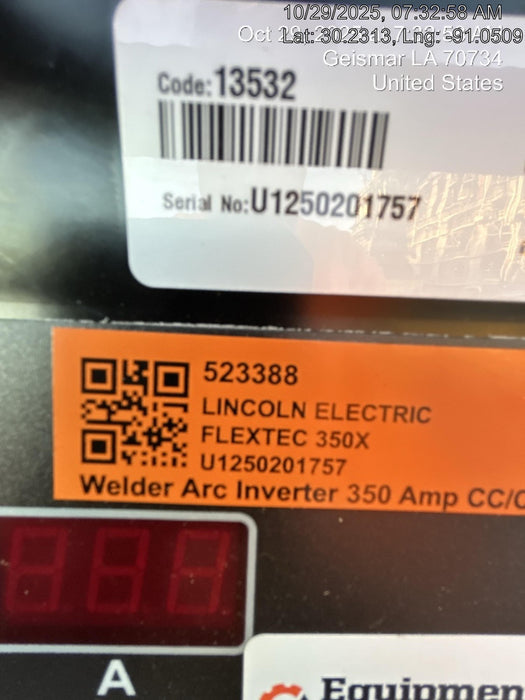 10/29/2025, 07:32:58 AM
Lat: 30.2313, Lng: -91.0509
Geismar LA 70734
United States
Code: 13532
Serial No: U1250201757
523388
LINCOLN ELECTRIC
FLEXTEC 350X
U1250201757
Welder Arc Inverter 350 Amp CC/C
A
Equipmen